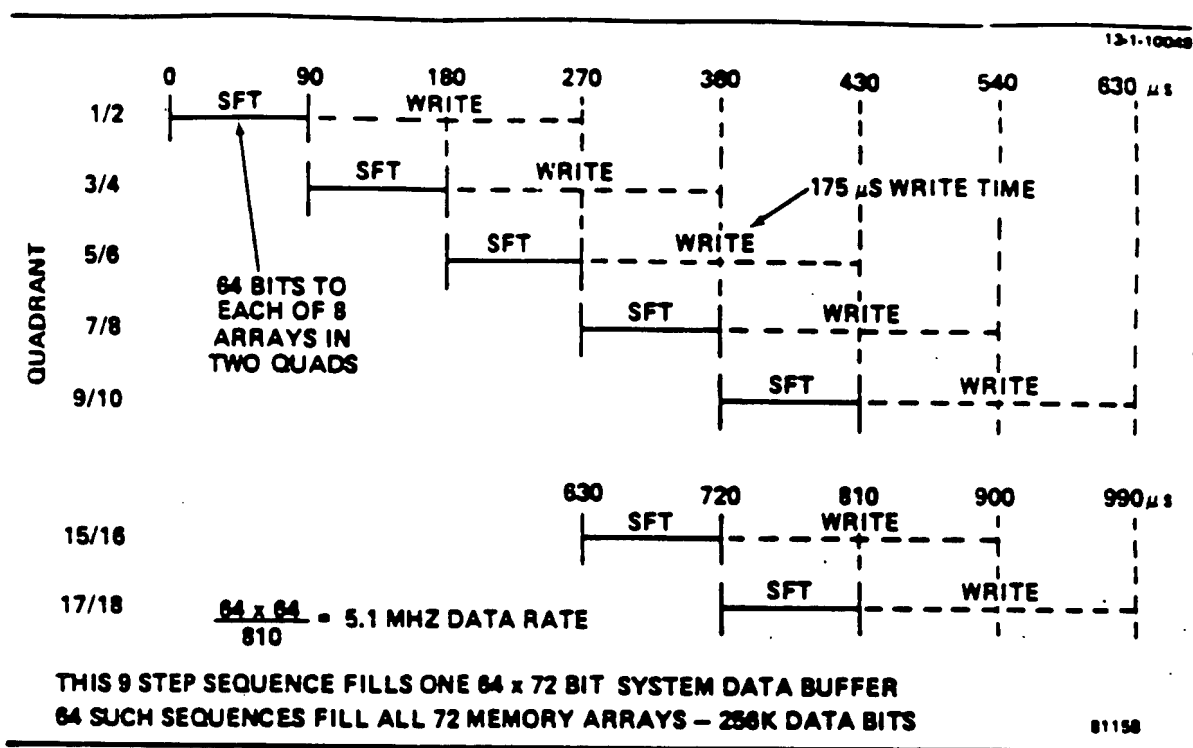 13-1-10049
0 90 180 270 360 430 540 630 μs
1/2 SFT WRITE
3/4 SFT WRITE
175 μS WRITE TIME
5/6 SFT WRITE
64 BITS TO
EACH OF 8
ARRAYS IN
TWO QUADS
7/8 SFT WRITE
9/10 SFT WRITE
QUADRANT
630 720 810 900 990 μs
15/16 SFT WRITE
17/18 SFT WRITE
64 x 64
810
= 5.1 MHZ DATA RATE
THIS 9 STEP SEQUENCE FILLS ONE 64 x 72 BIT SYSTEM DATA BUFFER
64 SUCH SEQUENCES FILL ALL 72 MEMORY ARRAYS – 256K DATA BITS
81158